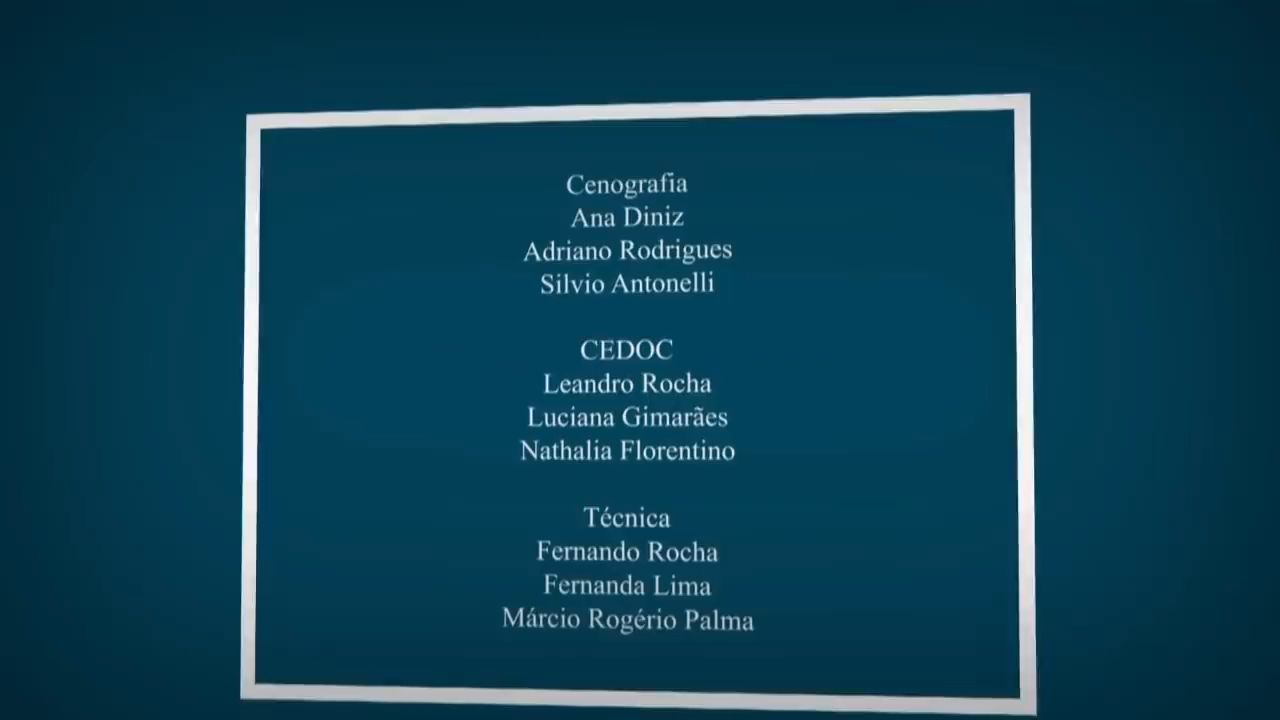 Cenografia
Ana Diniz
Adriano Rodrigues
Silvio Antonelli
CEDOC
Leandro Rocha
Luciana Gimarães
Nathalia Florentino
Técnica
Fernando Rocha
Fernanda Lima
Márcio Rogério Palma